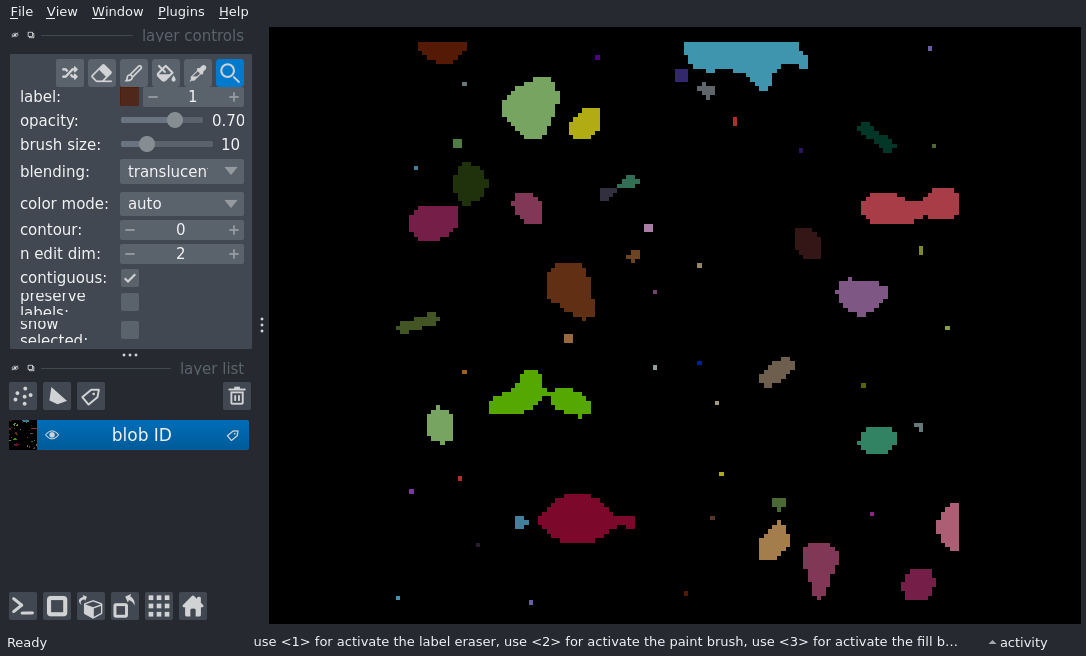 File View Window Plugins Help
layer controls
label: 1
opacity: 0.70
brush size: 10
blending: translucen
color mode: auto
contour: 0
n edit dim: 2
contiguous:
preserve
labels:
show
selected:
layer list
blob ID
Ready
use <1> for activate the label eraser, use <2> for activate the paint brush, use <3> for activate the fill b...
activity